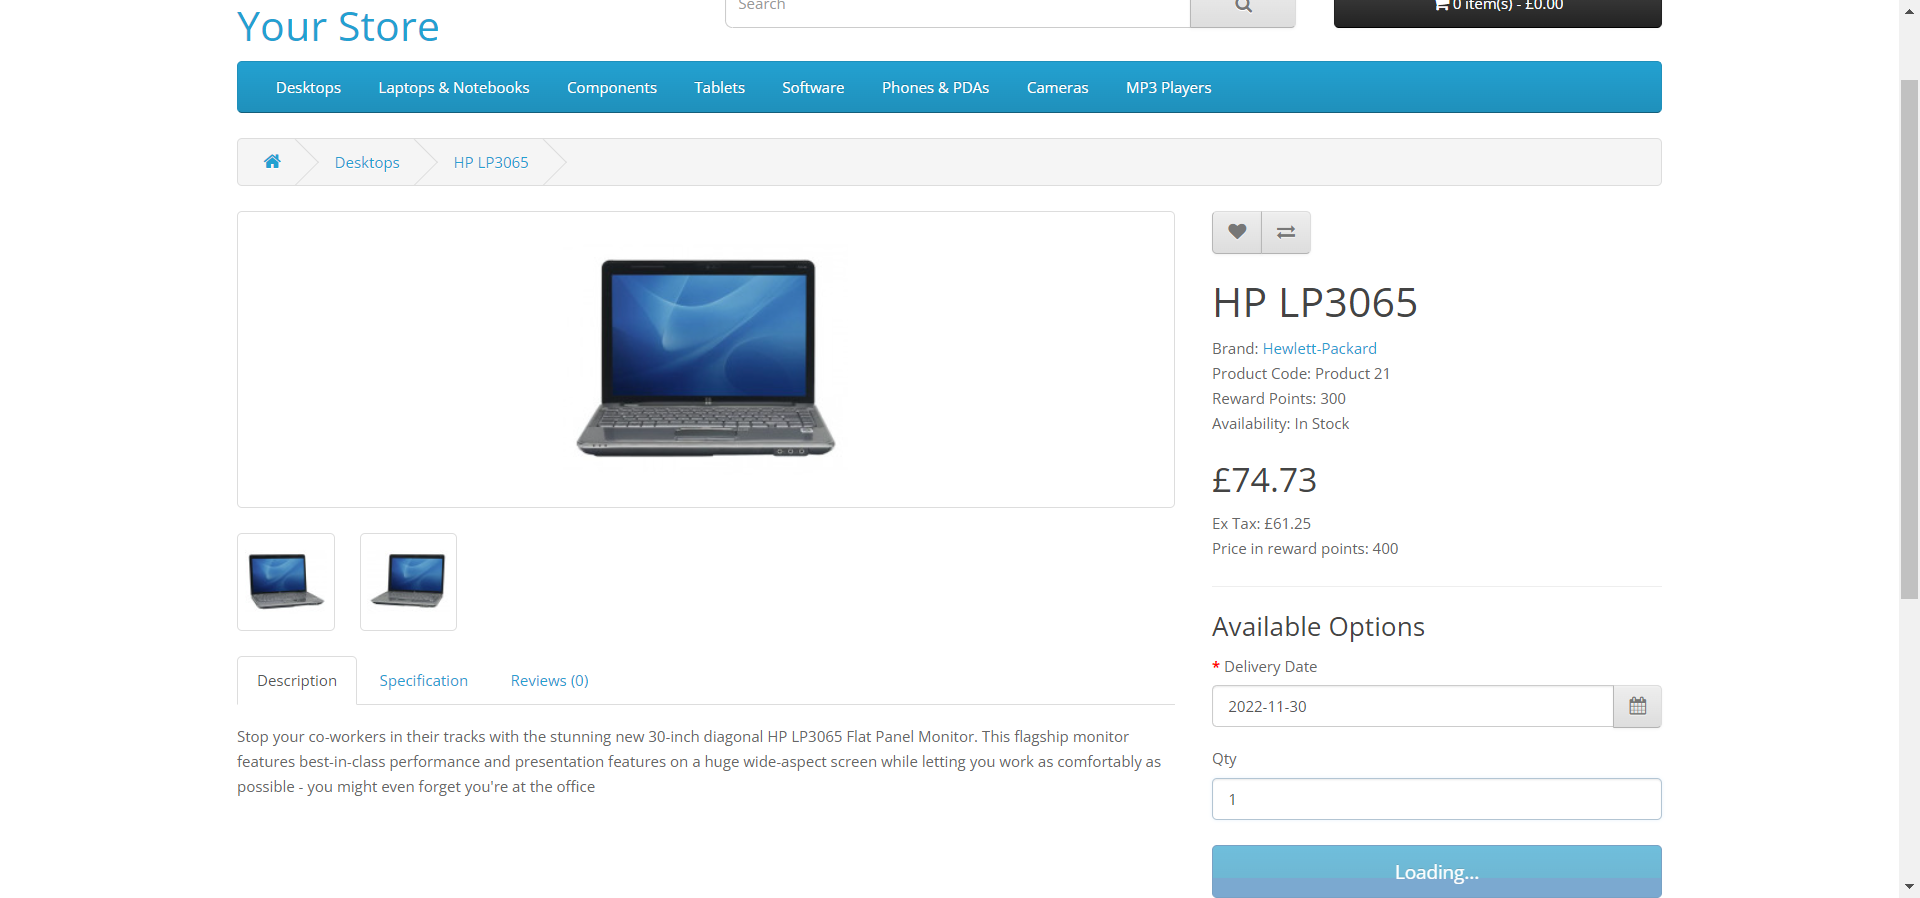 Your Store
Search
0 item(s) - £0.00
Desktops
Laptops & Notebooks
Components
Tablets
Software
Phones & PDAs
Cameras
MP3 Players
Desktops
HP LP3065
HP LP3065
Brand: Hewlett-Packard
Product Code: Product 21
Reward Points: 300
Availability: In Stock
£74.73
Ex Tax: £61.25
Price in reward points: 400
Available Options
* Delivery Date
2022-11-30
Qty
1
Loading...
Description
Specification
Reviews (0)
Stop your co-workers in their tracks with the stunning new 30-inch diagonal HP LP3065 Flat Panel Monitor. This flagship monitor
features best-in-class performance and presentation features on a huge wide-aspect screen while letting you work as comfortably as
possible - you might even forget you're at the office